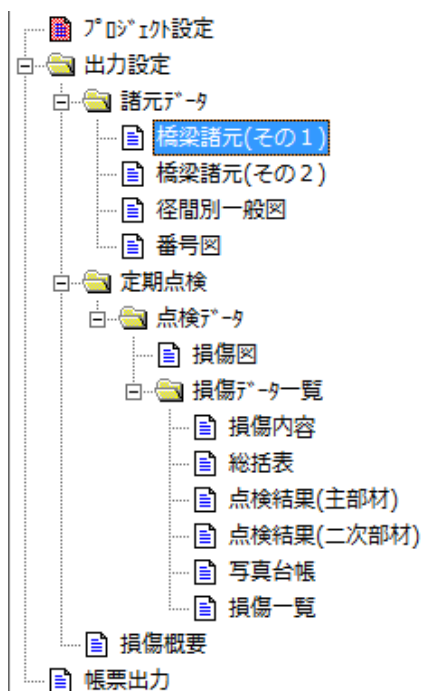 ﾌﾟﾛｼﾞｪｸﾄ設定
出力設定
諸元ﾃﾞｰﾀ
橋梁諸元(その１)
橋梁諸元(その２)
径間別一般図
番号図
定期点検
点検ﾃﾞｰﾀ
損傷図
損傷ﾃﾞｰﾀ一覧
損傷内容
総括表
点検結果(主部材)
点検結果(二次部材)
写真台帳
損傷一覧
損傷概要
帳票出力